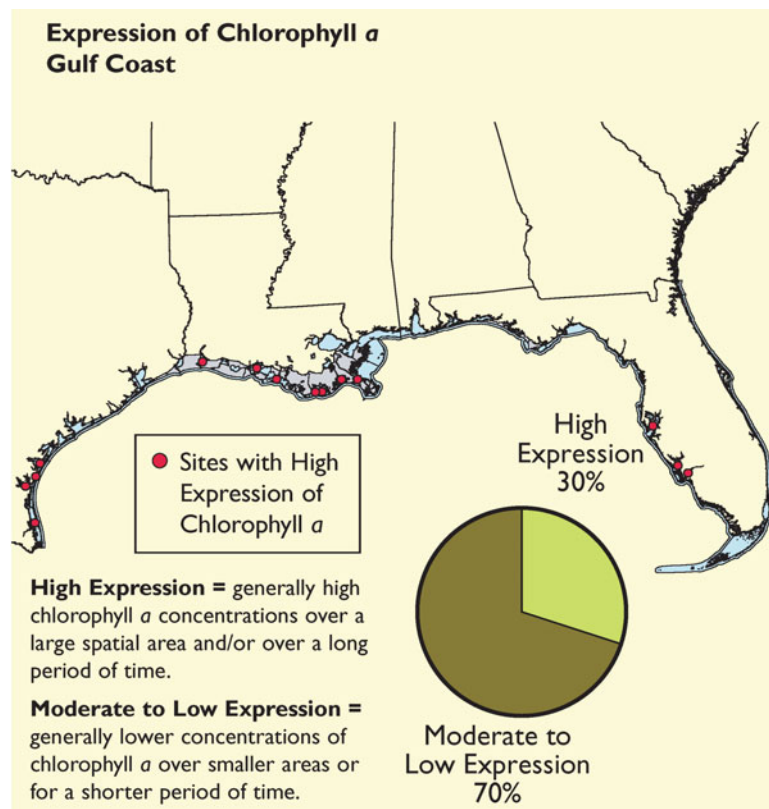 Expression of Chlorophyll a
Gulf Coast
Sites with High
Expression of
Chlorophyll a
High
Expression
30%
High Expression = generally high
chlorophyll a concentrations over a
large spatial area and/or over a long
period of time.
Moderate to Low Expression =
generally lower concentrations of
chlorophyll a over smaller areas or
for a shorter period of time.
Moderate to
Low Expression
70%